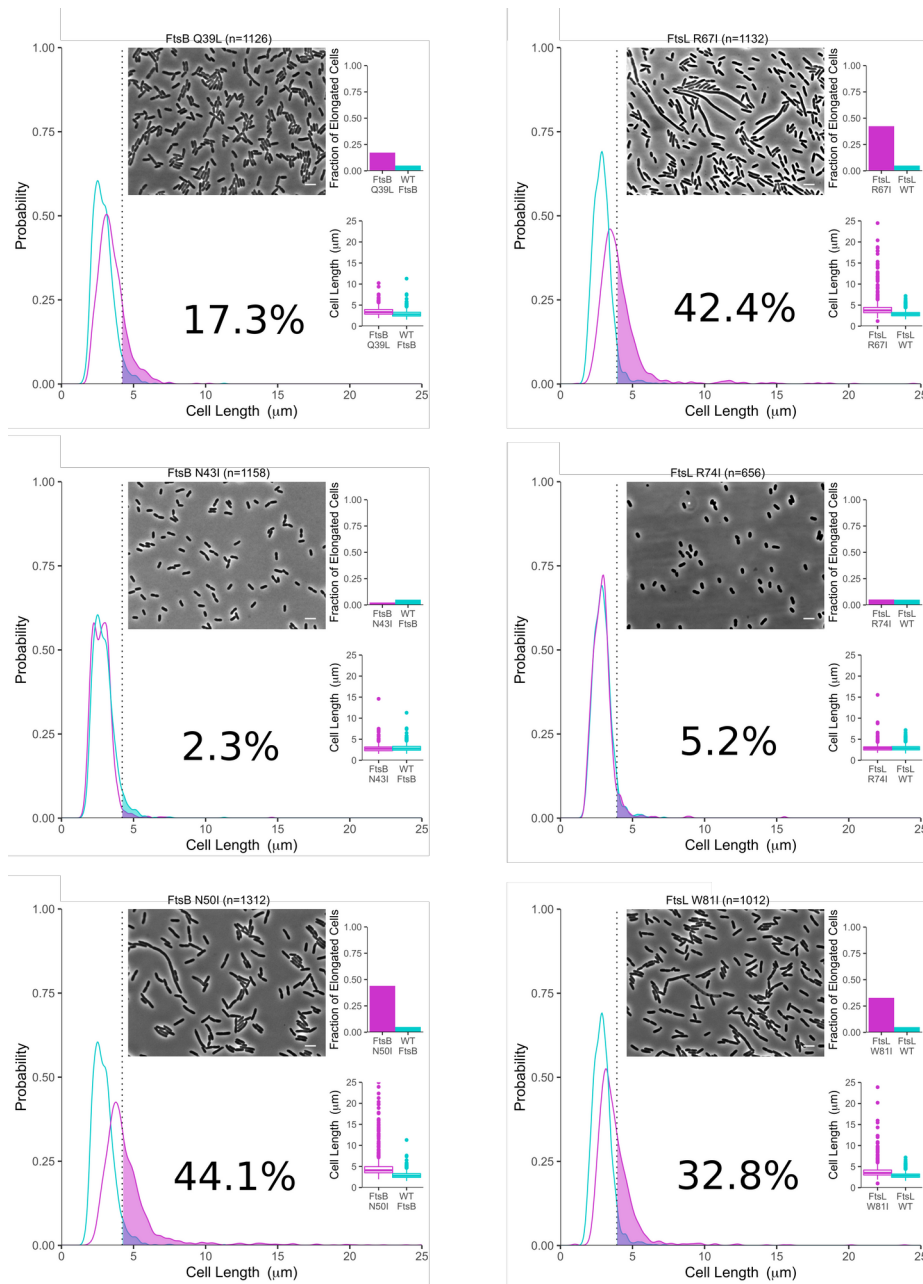 FtsB Q39L (n=1126)
1.00
0.75
0.50
0.25
0.00
Probability
0
5
10
15
20
25
Cell Length (μm)
17.3%
Fraction of Elongated Cells
1.00
0.75
0.50
0.25
0.00
FtsB WT
Q39L FtsB
Cell Length (μm)
25
20
15
10
5
0
FtsB WT
Q39L FtsB
FtsL R67I (n=1132)
1.00
0.75
0.50
0.25
0.00
Probability
0
5
10
15
20
25
Cell Length (μm)
42.4%
Fraction of Elongated Cells
1.00
0.75
0.50
0.25
0.00
FtsL FtsL
R67I WT
Cell Length (μm)
25
20
15
10
5
0
FtsL FtsL
R67I WT
FtsB N43I (n=1158)
1.00
0.75
0.50
0.25
0.00
Probability
0
5
10
15
20
25
Cell Length (μm)
2.3%
Fraction of Elongated Cells
1.00
0.75
0.50
0.25
0.00
FtsB WT
N43I FtsB
Cell Length (μm)
25
20
15
10
5
0
FtsB WT
N43I FtsB
FtsL R74I (n=656)
1.00
0.75
0.50
0.25
0.00
Probability
0
5
10
15
20
25
Cell Length (μm)
5.2%
Fraction of Elongated Cells
1.00
0.75
0.50
0.25
0.00
FtsL FtsL
R74I WT
Cell Length (μm)
25
20
15
10
5
0
FtsL FtsL
R74I WT
FtsB N50I (n=1312)
1.00
0.75
0.50
0.25
0.00
Probability
0
5
10
15
20
25
Cell Length (μm)
44.1%
Fraction of Elongated Cells
1.00
0.75
0.50
0.25
0.00
FtsB WT
N50I FtsB
Cell Length (μm)
25
20
15
10
5
0
FtsB WT
N50I FtsB
FtsL W81I (n=1012)
1.00
0.75
0.50
0.25
0.00
Probability
0
5
10
15
20
25
Cell Length (μm)
32.8%
Fraction of Elongated Cells
1.00
0.75
0.50
0.25
0.00
FtsL FtsL
W81I WT
Cell Length (μm)
25
20
15
10
5
0
FtsL FtsL
W81I WT